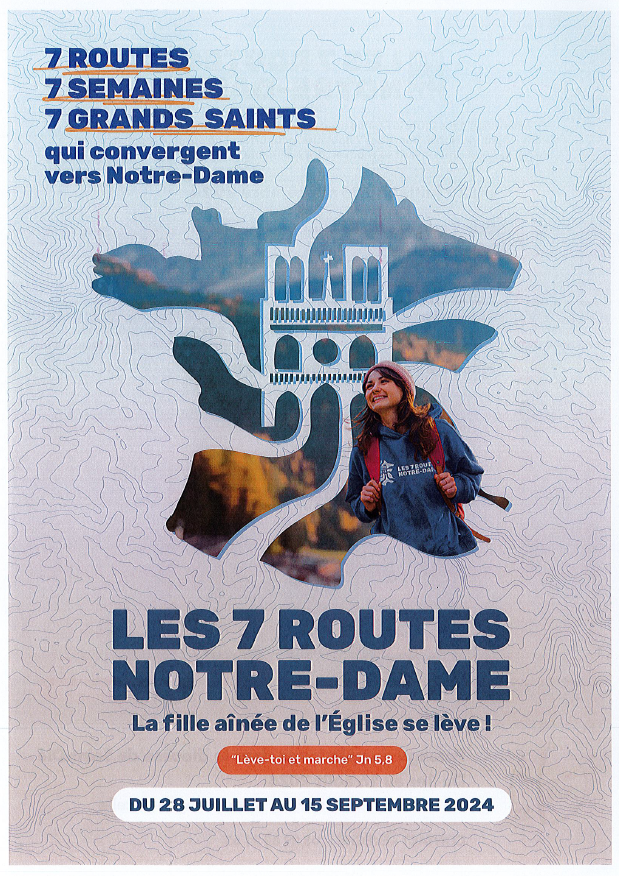 7 ROUTES
7 SEMAINES
7 GRANDS SAINTS
qui convergent
vers Notre-Dame
LES 7 ROUT
NOTRE-DA
LES 7 ROUTES
NOTRE-DAME
La fille aînée de l'Église se lève !
"Lève-toi et marche" Jn 5,8
DU 28 JUILLET AU 15 SEPTEMBRE 2024